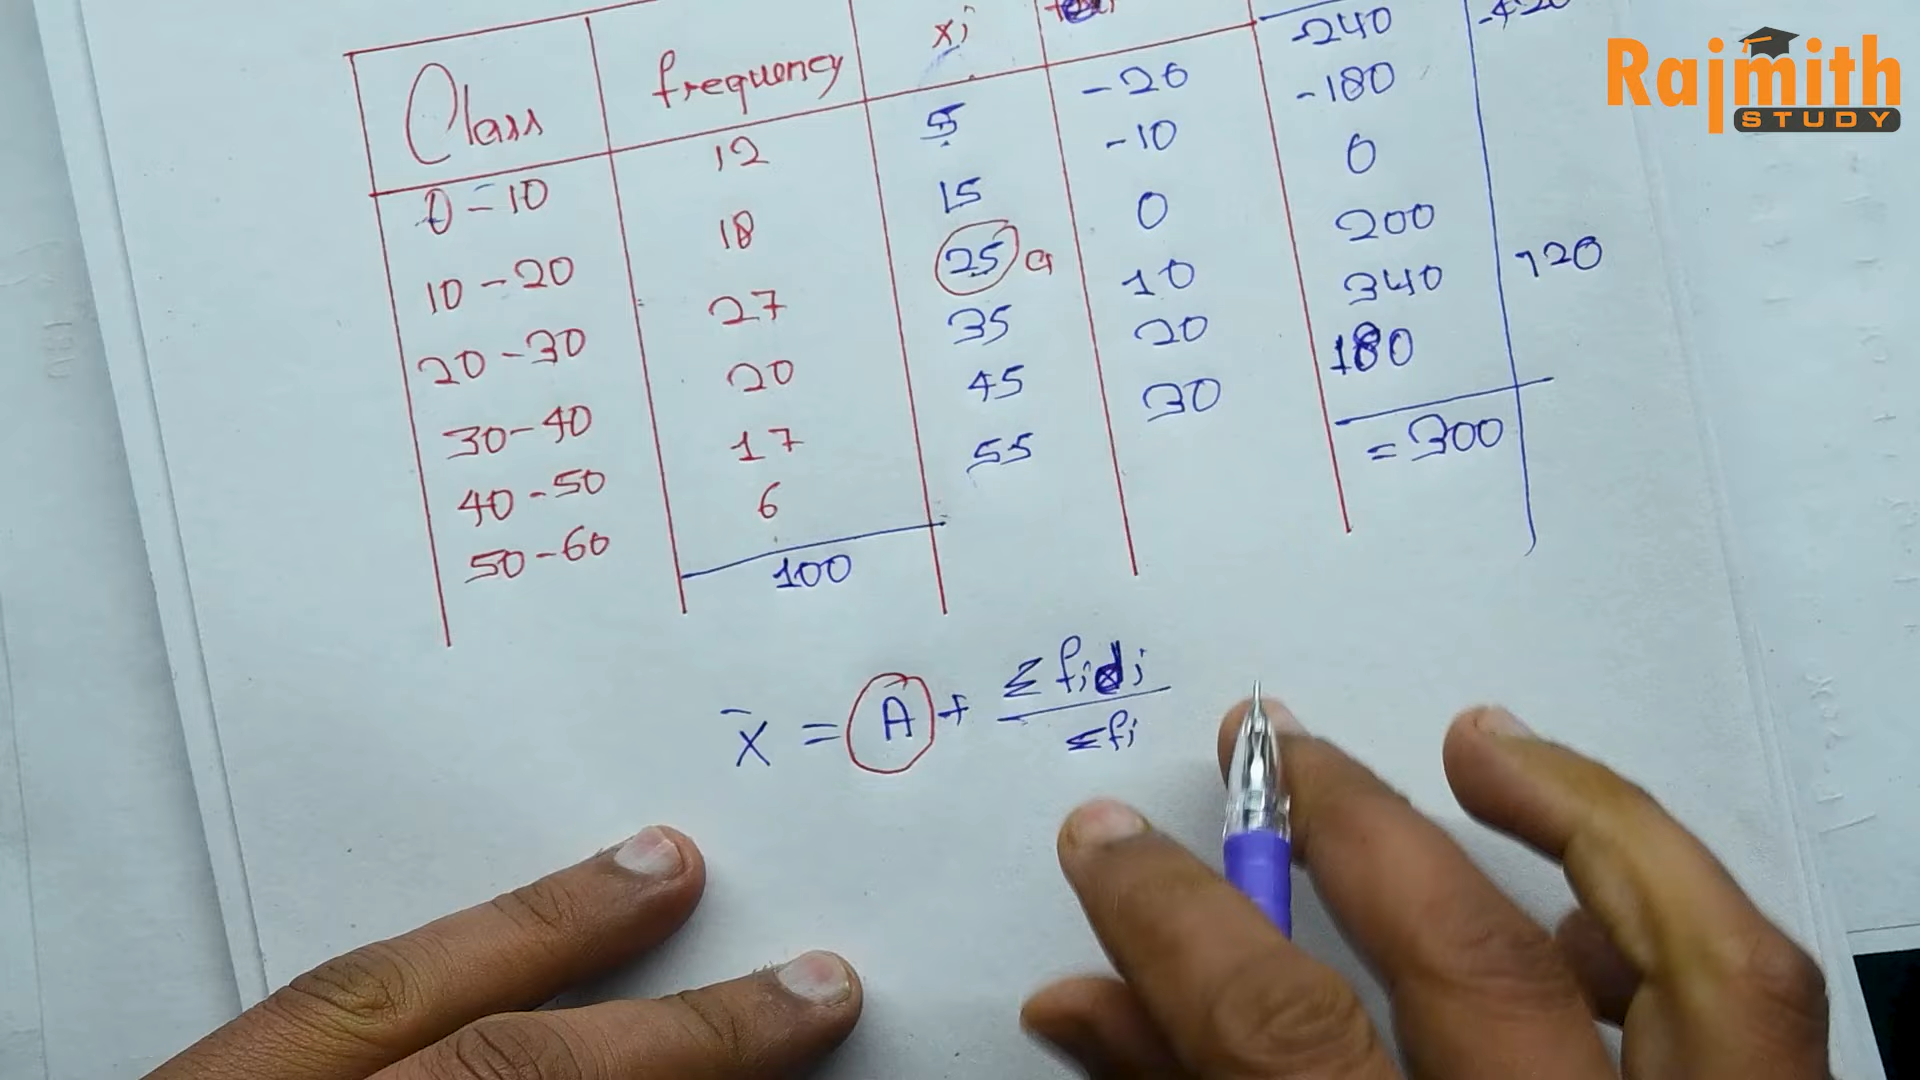 Rajmith
STUDY
Class frequency xi
0-10 12 5 -20 -240
10-20 18 15 -10 -180
20-30 27 25 a 0 0
30-40 20 35 10 200
40-50 17 45 20 340 720
50-60 6 55 30 180
100 = 300
x̄ = A + Σfidi
Σfi